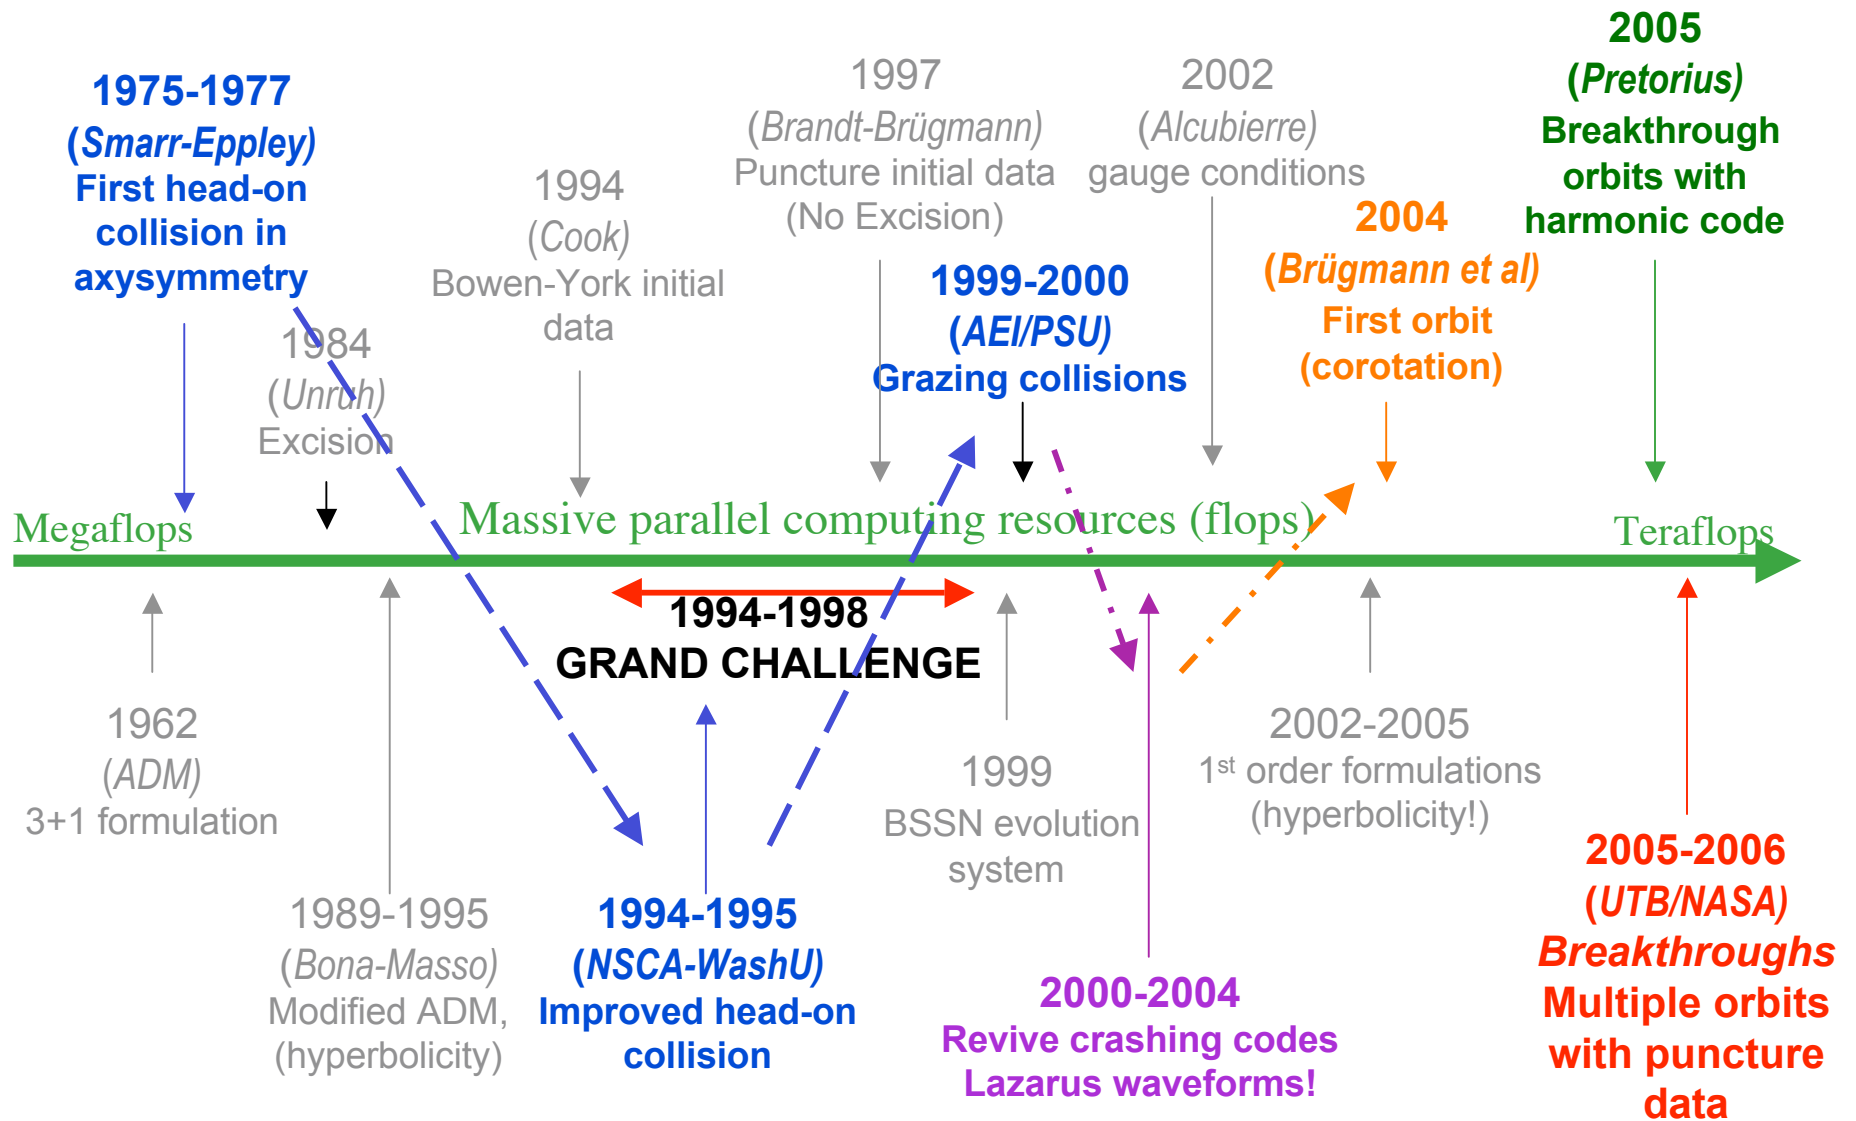 1975-1977
(Smarr-Eppley)
First head-on
collision in
axysymmetry
1984
(Unruh)
Excision
1994
(Cook)
Bowen-York initial
data
1997
(Brandt-Brügmann)
Puncture initial data
(No Excision)
1999-2000
(AEI/PSU)
Grazing collisions
2002
(Alcubierre)
gauge conditions
2004
(Brügmann et al)
First orbit
(corotation)
2005
(Pretorius)
Breakthrough
orbits with
harmonic code
Megaflops
Massive parallel computing resources (flops)
Teraflops
1962
(ADM)
3+1 formulation
1989-1995
(Bona-Masso)
Modified ADM,
(hyperbolicity)
1994-1998
GRAND CHALLENGE
1994-1995
(NSCA-WashU)
Improved head-on
collision
1999
BSSN evolution
system
2000-2004
Revive crashing codes
Lazarus waveforms!
2002-2005
1st order formulations
(hyperbolicity!)
2005-2006
(UTB/NASA)
Breakthroughs
Multiple orbits
with puncture
data